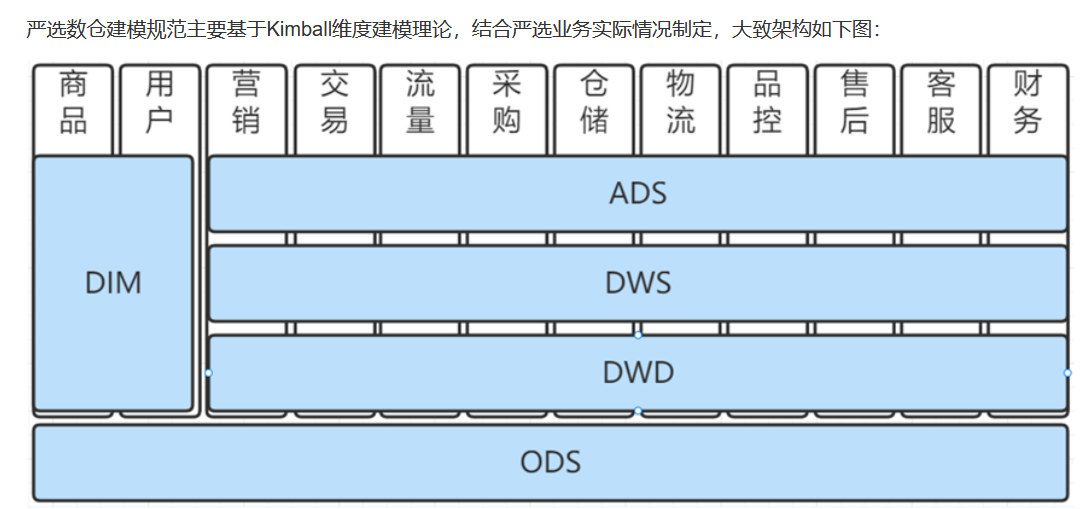 严选数仓建模规范主要基于Kimball维度建模理论，结合严选业务实际情况制定，大致架构如下图：
商品 用户 营销 交易 流量 采购 仓储 物流 品控 售后 客服 财务
ADS
DIM
DWS
DWD
ODS